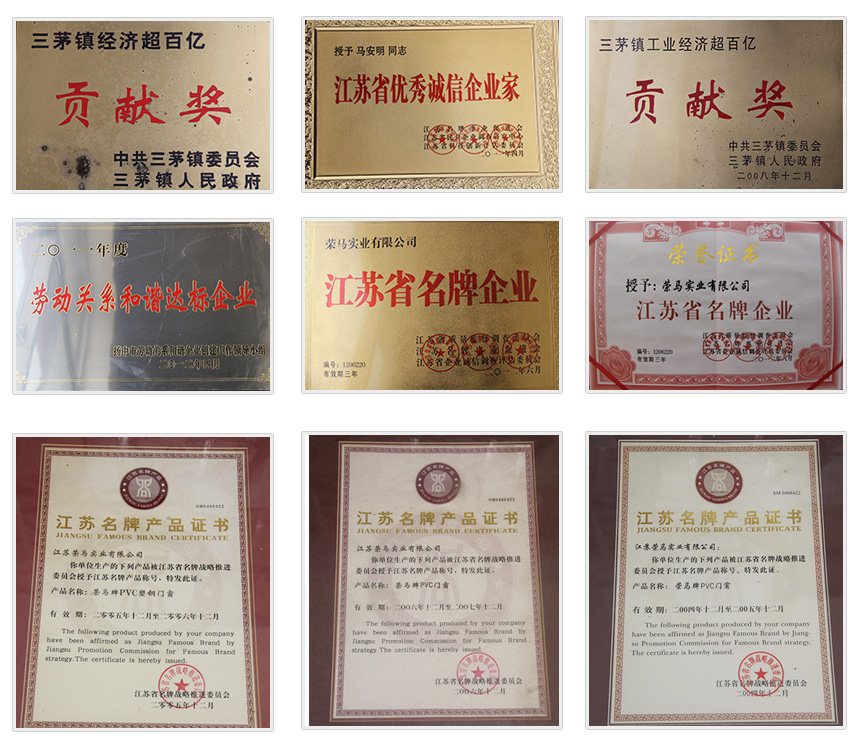 三茅镇经济超百亿
贡献奖
中共三茅镇委员会
三茅镇人民政府
授予 马安明 同志
江苏省优秀诚信企业家
三茅镇工业经济超百亿
贡献奖
中共三茅镇委员会
三茅镇人民政府
二00八年十二月
二〇一一年度
劳动关系和谐达标企业
荣马实业有限公司
江苏省名牌企业
编号：1206220
有效期三年
荣誉证书
授予：荣马实业有限公司
江苏省名牌企业
编号：1206220
有效期三年
江苏名牌产品证书
JIANGSU FAMOUS BRAND CERTIFICATE
江苏荣马实业有限公司
你单位生产的下列产品被江苏省名牌战略推进
委员会授予江苏名牌产品称号，特发此证。
产品名称：荣马牌PVC塑钢门窗
有 效 期：二零零五年十二月至二零零六年十二月
The following product produced by your company
have been affirmed as Jiangsu Famous Brand by
Jiangsu Promotion Commission for Famous Brand
strategy.The certificate is hereby issued.
江苏省名牌战略推进委员会
二零零五年十二月
江苏名牌产品证书
JIANGSU FAMOUS BRAND CERTIFICATE
江苏荣马实业有限公司
你单位生产的下列产品被江苏省名牌战略推进
委员会授予江苏名牌产品称号，特发此证。
产品名称：荣马牌PVC门窗
有 效 期：二00六年十二月至二00七年十二月
The following product produced by your company
have been affirmed as Jiangsu Famous Brand by
Jiangsu Promotion Commission for Famous Brand
strategy.The certificate is hereby issued.
江苏省名牌战略推进委员会
二00六年十二月
SM 0408422
江苏名牌产品证书
JIANGSU FAMOUS BRAND CERTIFICATE
江苏荣马实业有限公司：
你单位生产的下列产品被江苏省名牌战略推进
委员会授予江苏名牌产品称号，特发此证。
产品名称：荣马牌PVC门窗
有 效 期：二00四年十二月至二00五年十二月
The following product produced by your company
have been affirmed as Jiangsu Famous Brand by Jiang-
su Promotion Commission for Famous Brand strategy.
The certificate is hereby issued.
江苏省名牌战略推进委员会
二00四年十二月